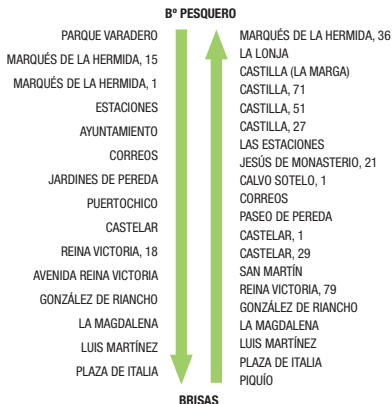 Bº PESQUERO
PARQUE VARADERO
MARQUÉS DE LA HERMIDA, 15
MARQUÉS DE LA HERMIDA, 1
ESTACIONES
AYUNTAMIENTO
CORREOS
JARDINES DE PEREDA
PUERTOCHICO
CASTELAR
REINA VICTORIA, 18
AVENIDA REINA VICTORIA
GONZÁLEZ DE RIANCHO
LA MAGDALENA
LUIS MARTÍNEZ
PLAZA DE ITALIA
MARQUÉS DE LA HERMIDA, 36
LA LONJA
CASTILLA (LA MARGA)
CASTILLA, 71
CASTILLA, 51
CASTILLA, 27
LAS ESTACIONES
JESÚS DE MONASTERIO, 21
CALVO SOTELO, 1
CORREOS
PASEO DE PEREDA
CASTELAR, 1
CASTELAR, 29
SAN MARTÍN
REINA VICTORIA, 79
GONZÁLEZ DE RIANCHO
LA MAGDALENA
LUIS MARTÍNEZ
PLAZA DE ITALIA
PIQUÍO
BRISAS